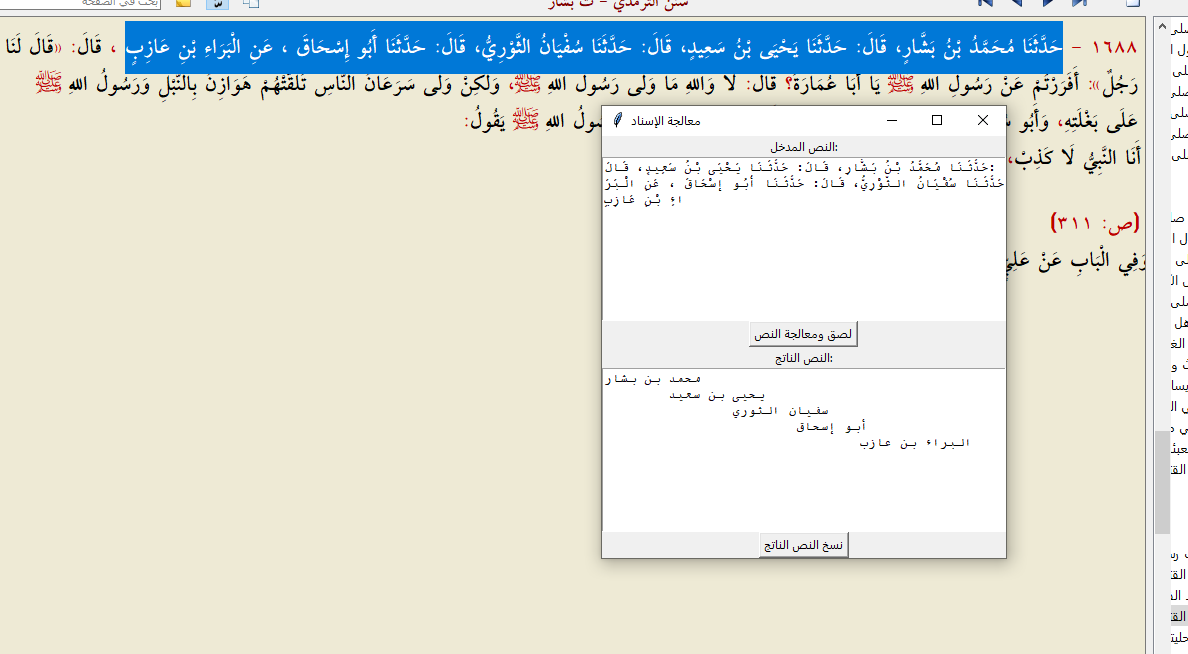 بحث في الصفحة
سنن الترمذي - ت بشار
١٦٨٨ - حَدَّثَنَا مُحَمَّدُ بْنُ بَشَّارٍ، قَالَ: حَدَّثَنَا يَحْيَى بْنُ سَعِيدٍ، قَالَ: حَدَّثَنَا سُفْيَانُ الثَّوْرِيُّ، قَالَ: حَدَّثَنَا أَبُو إِسْحَاقَ ، عَنِ الْبَرَاءِ بْنِ عَازِبٍ ، قَالَ: ((قَالَ لَنَا
رَجُلٌ)): أَفَرَرْتُمْ عَنْ رَسُولِ اللهِ ﷺ يَا أَبَا عُمَارَةَ؟ قَالَ: لَا وَاللهِ مَا وَلَّى رَسُولُ اللهِ ﷺ، وَلَكِنْ وَلَّى سَرَعَانُ النَّاسِ تَلَقَّتْهُمْ هَوَازِنُ بِالنَّبْلِ وَرَسُولُ اللهِ ﷺ
عَلَى بَغْلَتِهِ، وَأَبُو
اللهِ ﷺ يَقُولُ:
أَنَا النَّبِيُّ لَا كَذِبْ،
(ص: ٣١١)
وَفِي الْبَابِ عَنْ
معالجة الإسناد
النص المدخل:
حَدَّثَنَا مُحَمَّدُ بْنُ بَشَّارٍ، قَالَ: حَدَّثَنَا يَحْيَى بْنُ سَعِيدٍ، قَالَ:
حَدَّثَنَا سُفْيَانُ الثَّوْرِيُّ، قَالَ: حَدَّثَنَا أَبُو إِسْحَاقَ ، عَنِ الْبَرَ
اءِ بْنِ عَازِبٍ
لصق ومعالجة النص
النص الناتج:
محمد بن بشار
يحيى بن سعيد
سفيان الثوري
أبو إسحاق
البراء بن عازب
نسخ النص الناتج